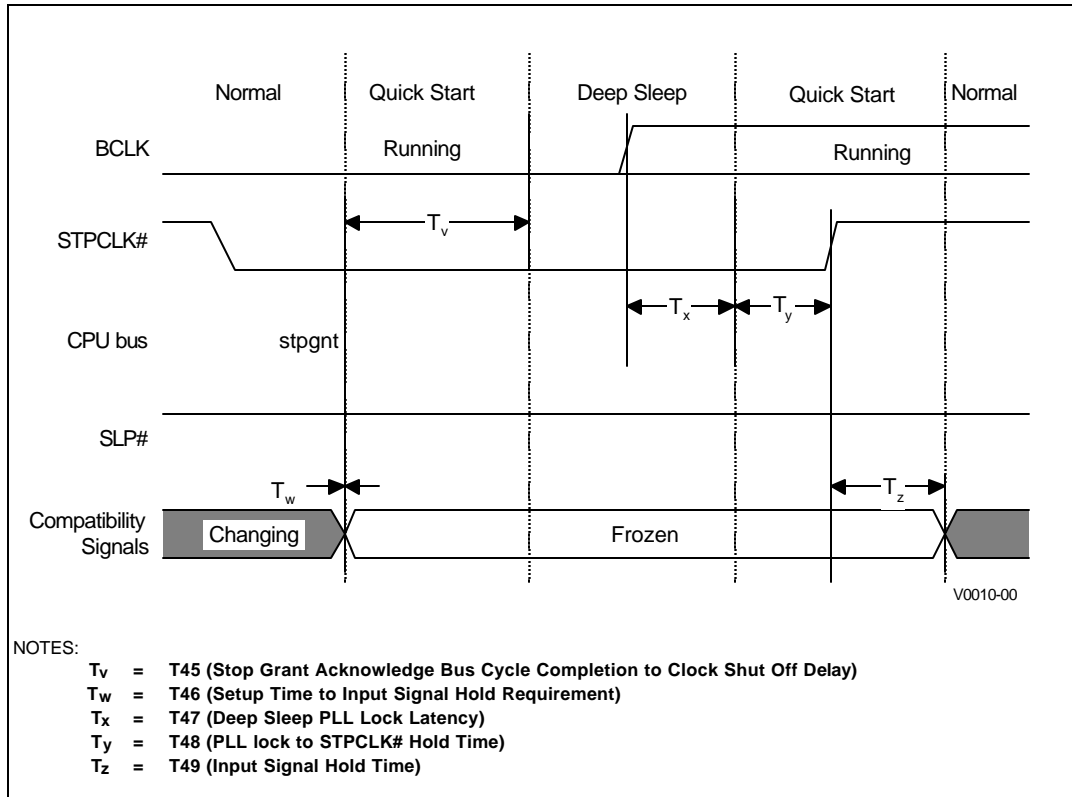 Normal Quick Start Deep Sleep Quick Start Normal
BCLK Running Running
STPCLK# Tv
Tx Ty
CPU bus stpgnt
SLP#
Tw Tz
Compatibility
Signals Changing Frozen
V0010-00
NOTES:
Tv = T45 (Stop Grant Acknowledge Bus Cycle Completion to Clock Shut Off Delay)
Tw = T46 (Setup Time to Input Signal Hold Requirement)
Tx = T47 (Deep Sleep PLL Lock Latency)
Ty = T48 (PLL lock to STPCLK# Hold Time)
Tz = T49 (Input Signal Hold Time)